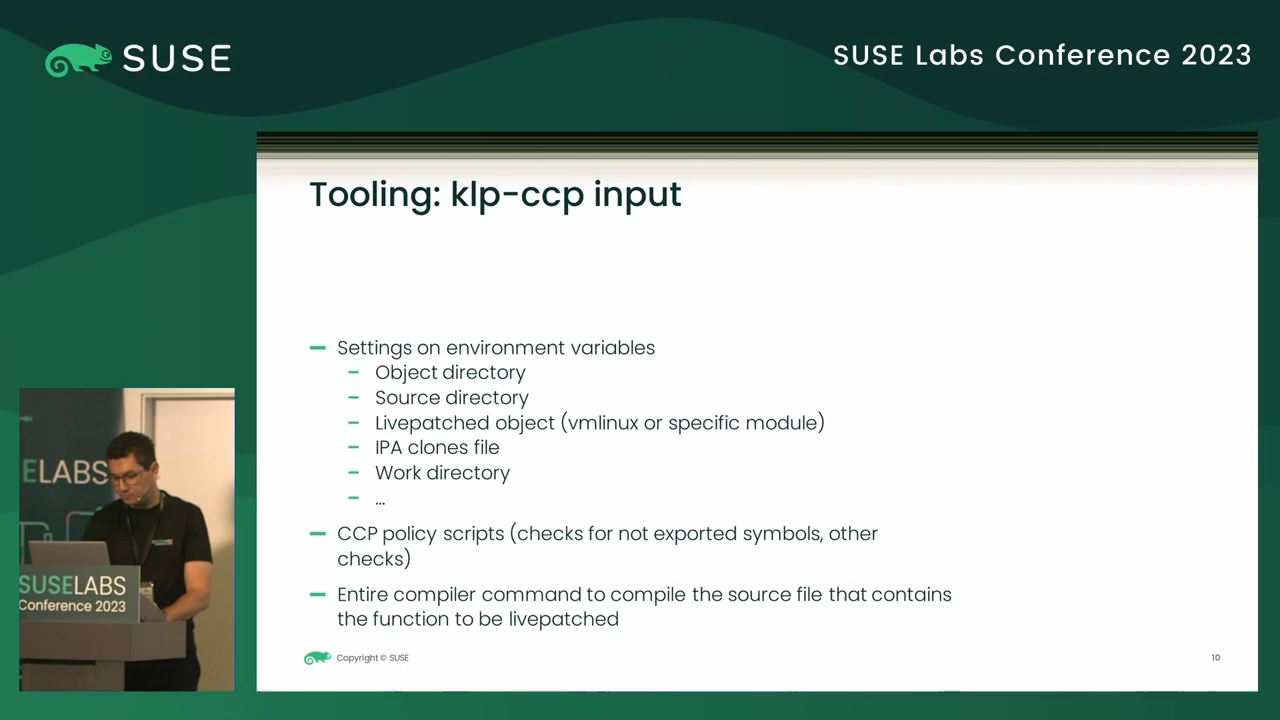 SUSE
SUSE Labs Conference 2023
Tooling: klp-ccp input
Settings on environment variables
Object directory
Source directory
Livepatched object (vmlinux or specific module)
IPA clones file
Work directory
...
CCP policy scripts (checks for not exported symbols, other
checks)
Entire compiler command to compile the source file that contains
the function to be livepatched
Copyright © SUSE
10
ELABS
SUSELABS
Conference 2023